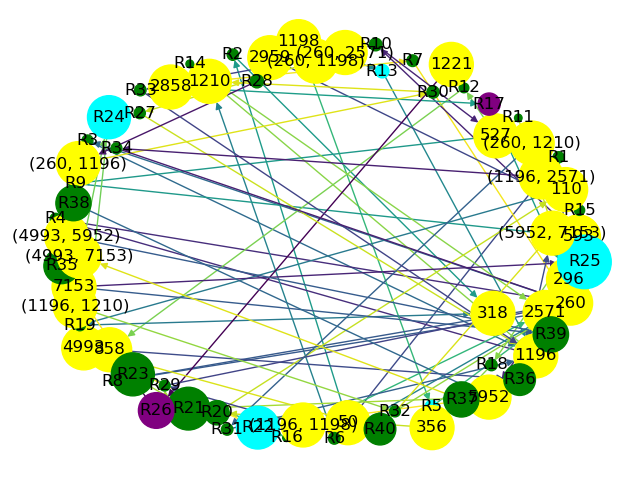 1198
R10
R2
2959
(260, 2571)
(260, 1198)
R7
R14
1221
R13
1210
R28
2858
R33
R30
R12
R17
R27
R24
R11
527
R3
R34
(260, 1210)
R1
(260, 1196)
(1196, 2571)
R9
110
R38
R15
R4
(4993, 5952)
(5952, 7153)
593
(4993, 7153)
R35
R25
296
7153
(1196, 1210)
260
318
2571
R19
R39
4993
858
1196
R18
R23
R8
R36
R29
5952
R37
R5
R26
R21
R20
R32
50
(1196, 1198)
R22
356
R31
R40
R16
R6